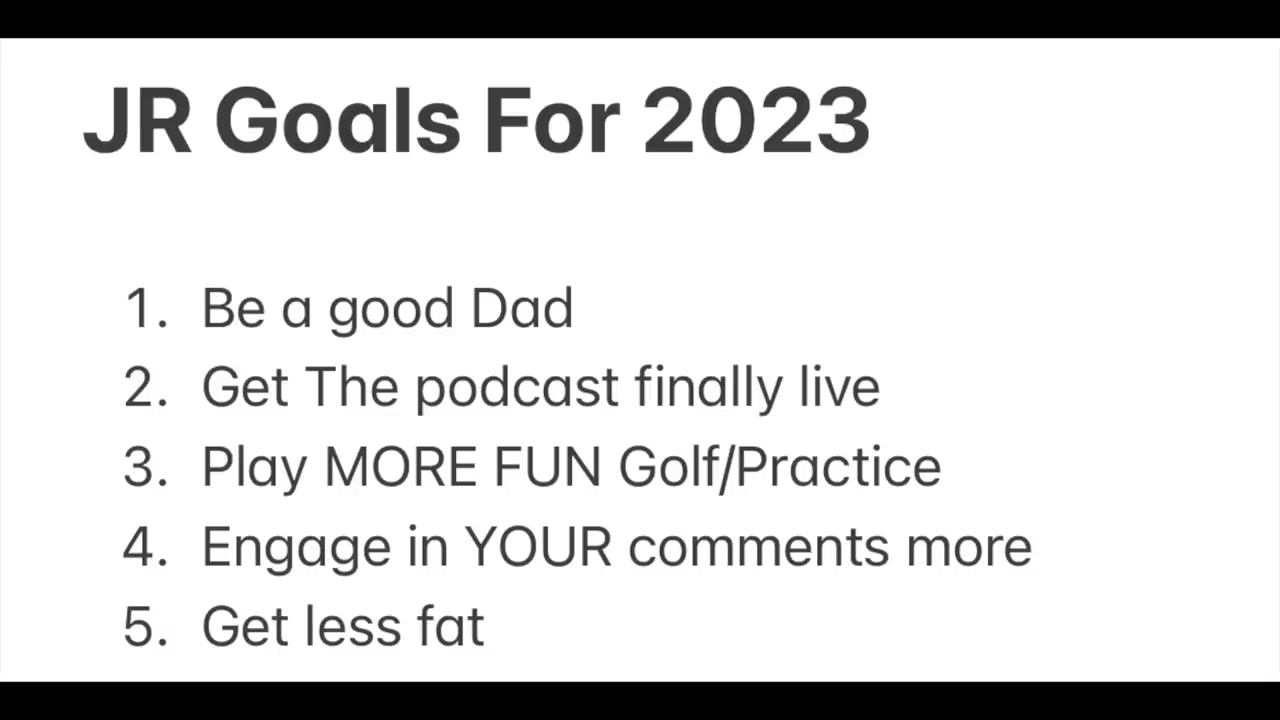 JR Goals For 2023
1. Be a good Dad
2. Get The podcast finally live
3. Play MORE FUN Golf/Practice
4. Engage in YOUR comments more
5. Get less fat